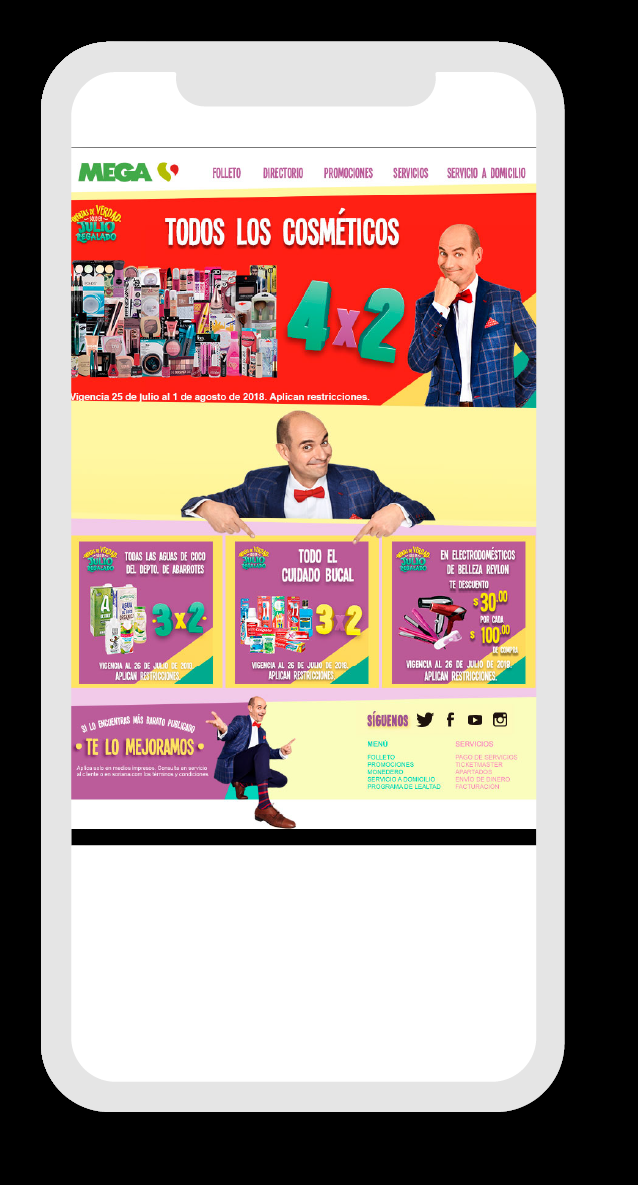 MEGA
FOLLETO DIRECTORIO PROMOCIONES SERVICIOS SERVICIO A DOMICILIO
DE VERDAD
JULIO
REGALADO
TODOS LOS COSMÉTICOS
4x2
Vigencia 25 de julio al 1 de agosto de 2018. Aplican restricciones.
JULIO
REGALADO
TODAS LAS AGUAS DE COCO
DEL DEPTO. DE ABARROTES
3x2
VIGENCIA AL 26 DE JULIO DE
APLICAN RESTRICCIONES.
JULIO
REGALADO
TODO EL
CUIDADO BUCAL
3x2
VIGENCIA AL 26 DE JULIO DE 2018.
APLICAN RESTRICCIONES.
JULIO
REGALADO
EN ELECTRODOMÉSTICOS
DE BELLEZA REVLON
TE DESCUENTO
$30.00
POR CADA
$100.00
DE COMPRA
VIGENCIA AL 26 DE JULIO DE 2018.
APLICAN RESTRICCIONES.
SI LO ENCUENTRAS MÁS BARATO PUBLICADO
• TE LO MEJORAMOS •
Aplica solo en medios impresos. Consulta en servicio
al cliente o en soriana.com los términos y condiciones.
SÍGUENOS
MENÚ
FOLLETO
PROMOCIONES
MONEDERO
SERVICIO A DOMICILIO
PROGRAMA DE LEALTAD
SERVICIOS
PAGO DE SERVICIOS
TICKETMASTER
APARTADOS
ENVÍO DE DINERO
FACTURACIÓN